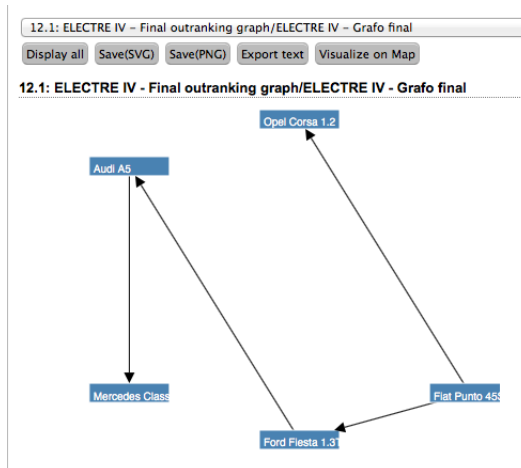 12.1: ELECTRE IV – Final outranking graph/ELECTRE IV – Grafo final
Display all Save(SVG) Save(PNG) Export text Visualize on Map
12.1: ELECTRE IV - Final outranking graph/ELECTRE IV - Grafo final
Opel Corsa 1.2
Audi A5
Mercedes Class
Fiat Punto 45S
Ford Fiesta 1.3